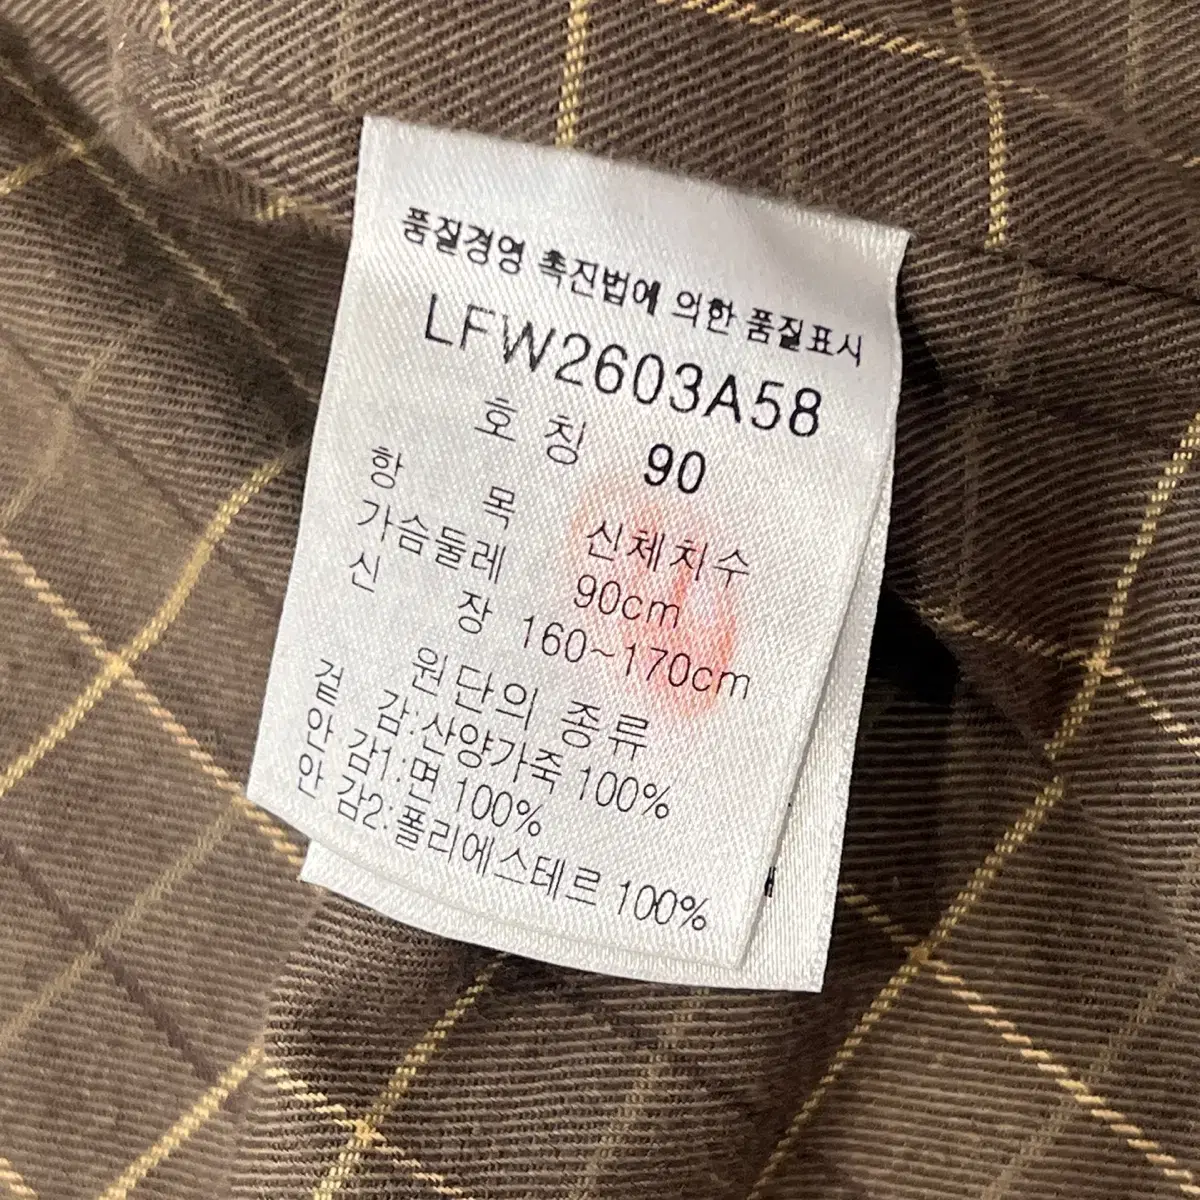 품질경영 촉진법에 의한 품질표시
LFW2603A58
호 칭 90
항 목 신체치수
가슴둘레 90cm
신 장 160~170cm
원단의 종류
겉 감:산양가죽 100%
안 감1:면 100%
안 감2:폴리에스테르 100%